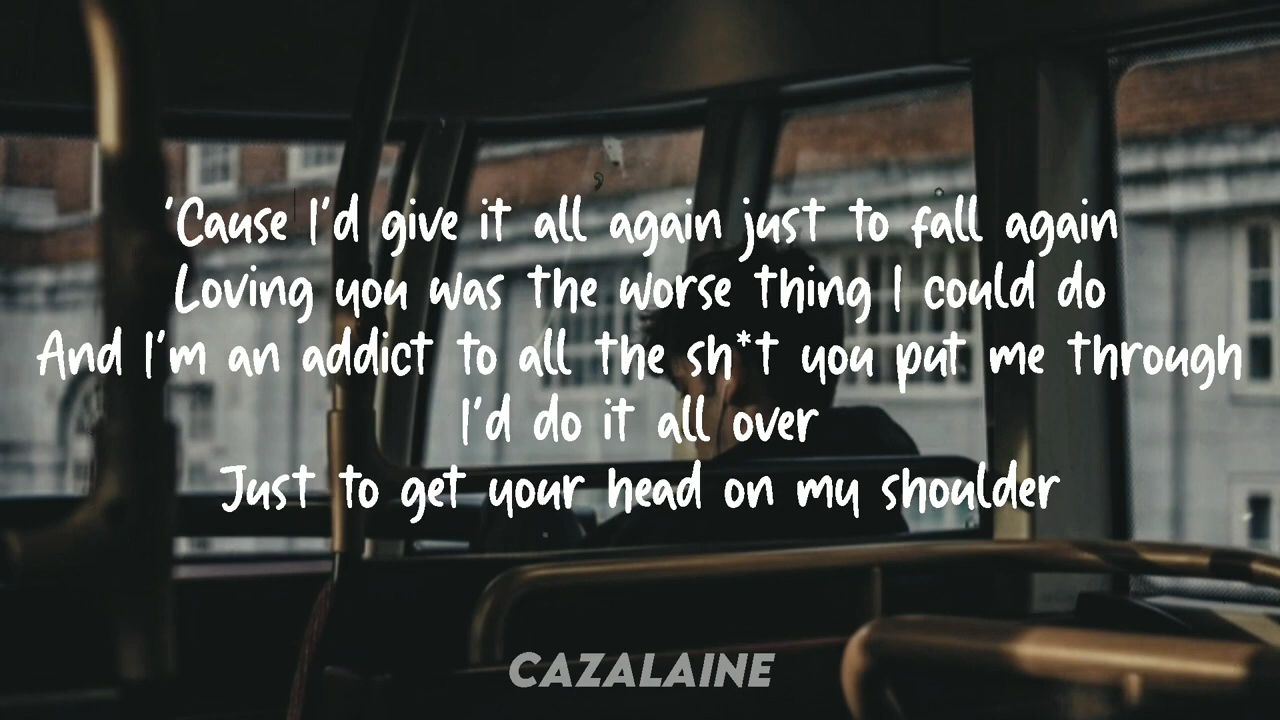 'Cause I'd give it all again just to fall again
Loving you was the worse thing I could do
And I'm an addict to all the sh*t you put me through
I'd do it all over
Just to get your head on my shoulder
CAZALAINE